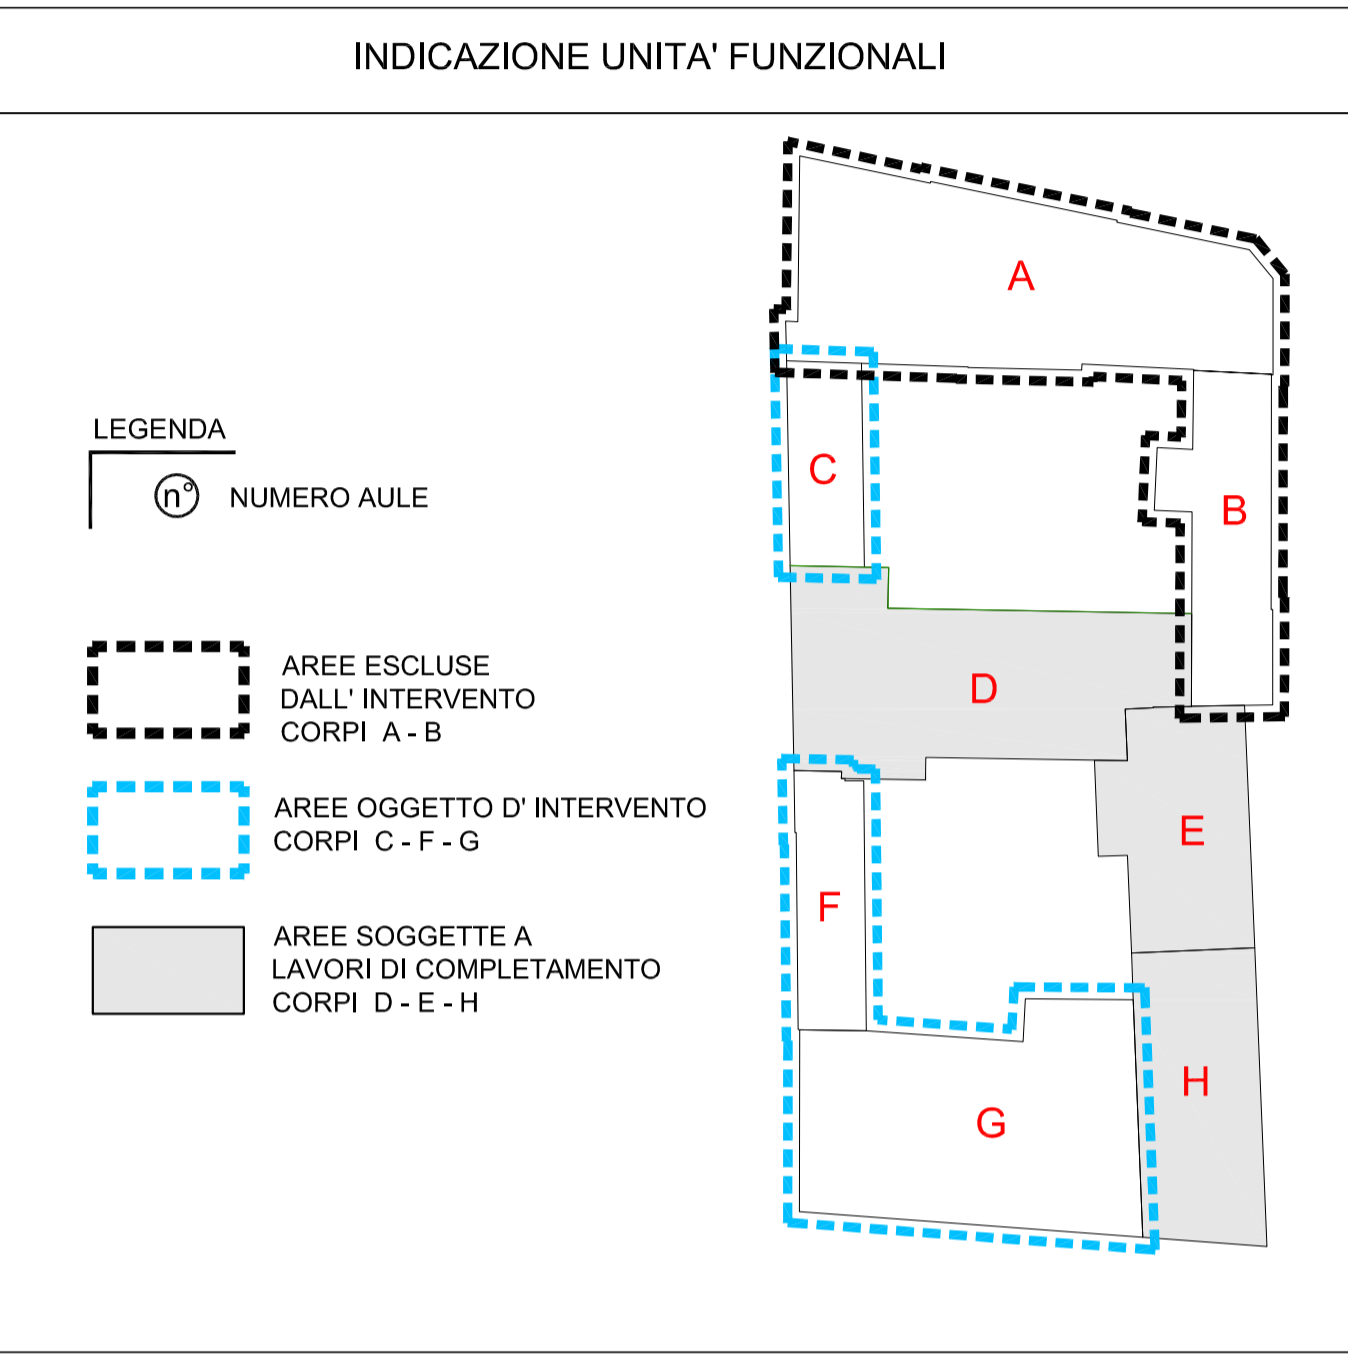 INDICAZIONE UNITA' FUNZIONALI
LEGENDA
n° NUMERO AULE
AREE ESCLUSE
DALL' INTERVENTO
CORPI A - B
AREE OGGETTO D' INTERVENTO
CORPI C - F - G
AREE SOGGETTE A
LAVORI DI COMPLETAMENTO
CORPI D - E - H
A
C
B
D
E
F
H
G